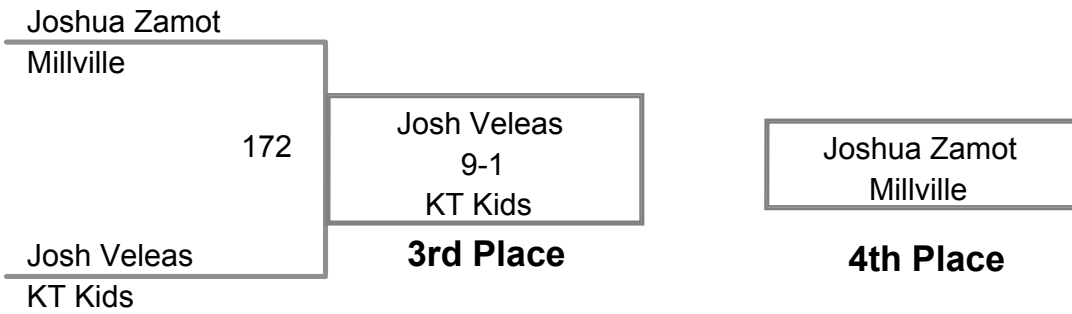 Joshua Zamot
Millville
172
Josh Veleas
KT Kids
Josh Veleas
9-1
KT Kids
3rd Place
Joshua Zamot
Millville
4th Place